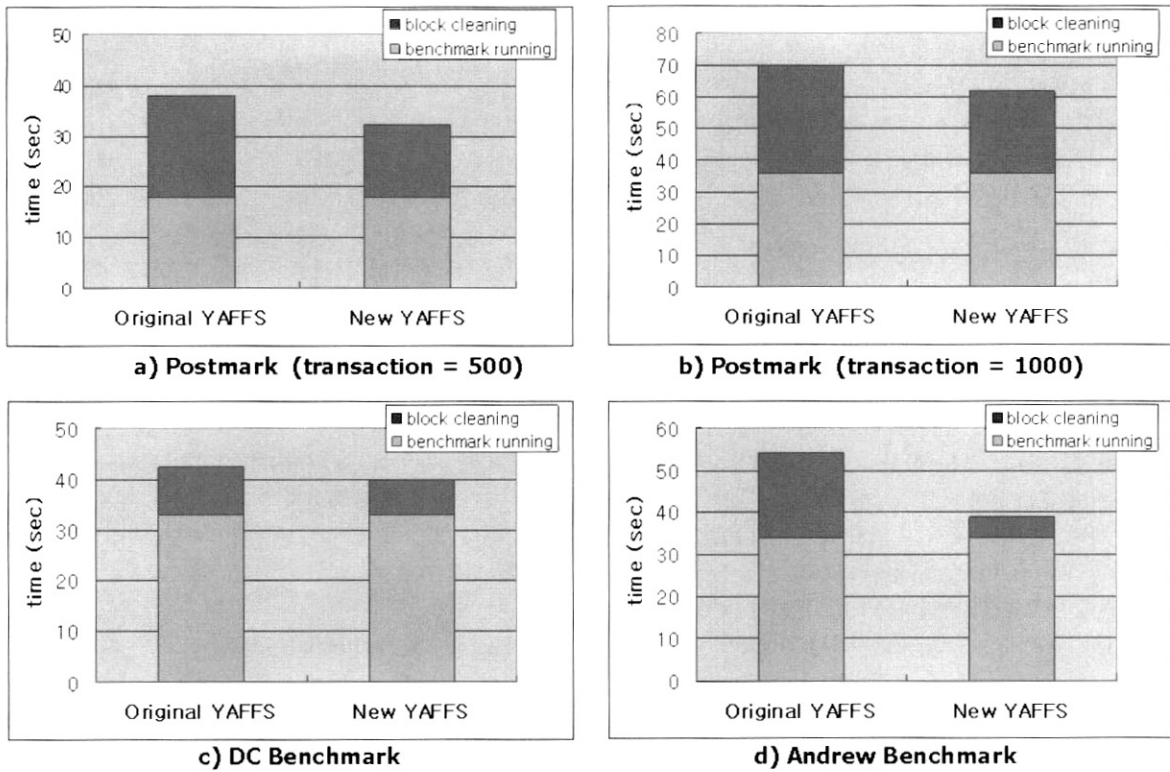 block cleaning
benchmark running
50
40
30
20
10
0
time (sec)
Original YAFFS
New YAFFS
a) Postmark (transaction = 500)
block cleaning
benchmark running
80
70
60
50
40
30
20
10
0
time (sec)
Original YAFFS
New YAFFS
b) Postmark (transaction = 1000)
block cleaning
benchmark running
50
40
30
20
10
0
time (sec)
Original YAFFS
New YAFFS
c) DC Benchmark
block cleaning
benchmark running
60
50
40
30
20
10
0
time (sec)
Original YAFFS
New YAFFS
d) Andrew Benchmark